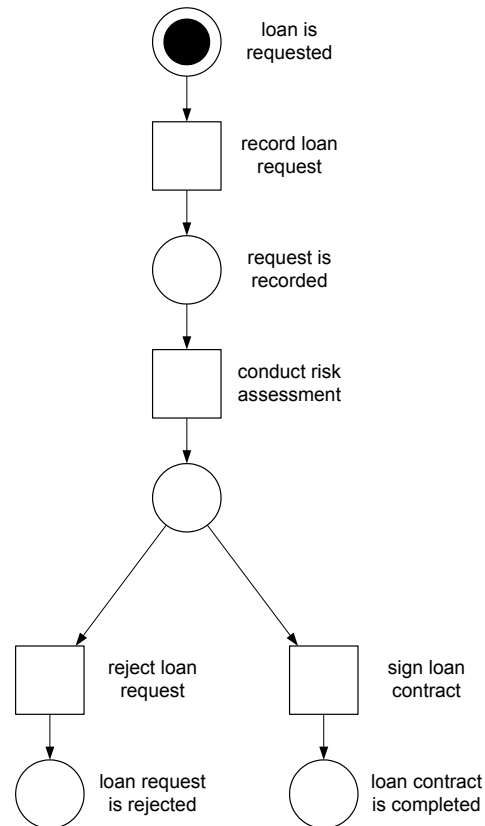 loan is
requested
record loan
request
request is
recorded
conduct risk
assessment
reject loan
request
sign loan
contract
loan request
is rejected
loan contract
is completed